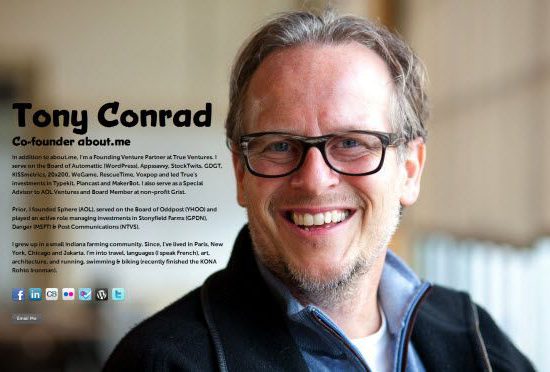 Tony Conrad
Co-founder about.me
In addition to about.me, I'm a Founding Venture Partner at True Ventures. I
serve on the Board of Automattic (WordPress), Appssavvy, StockTwits, GDGT,
KISSmetrics, 20x200, WeGame, RescueTime, Voxpop and led True's
investments in Typekit, Plancast and MakerBot. I also serve as a Special
Advisor to AOL Ventures and Board Member at non-profit Grist.
Prior, I founded Sphere (AOL), served on the Board of Oddpost (YHOO) and
played an active role managing investments in Stonyfield Farms (GPDN),
Danger (MSFT) & Post Communications (NTVS).
I grew up in a small Indiana farming community. Since, I've lived in Paris, New
York, Chicago and Jakarta. I'm into travel, languages (I speak French), art,
architecture, and running, swimming & biking (recently finished the KONA
Rohto Ironman).
Email Me